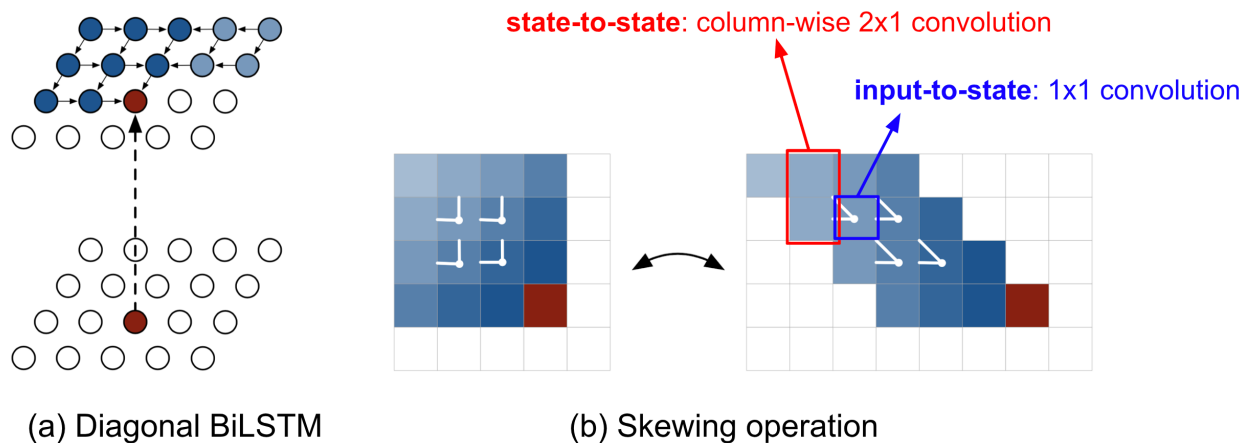 state-to-state: column-wise 2x1 convolution
input-to-state: 1x1 convolution
(a) Diagonal BiLSTM
(b) Skewing operation